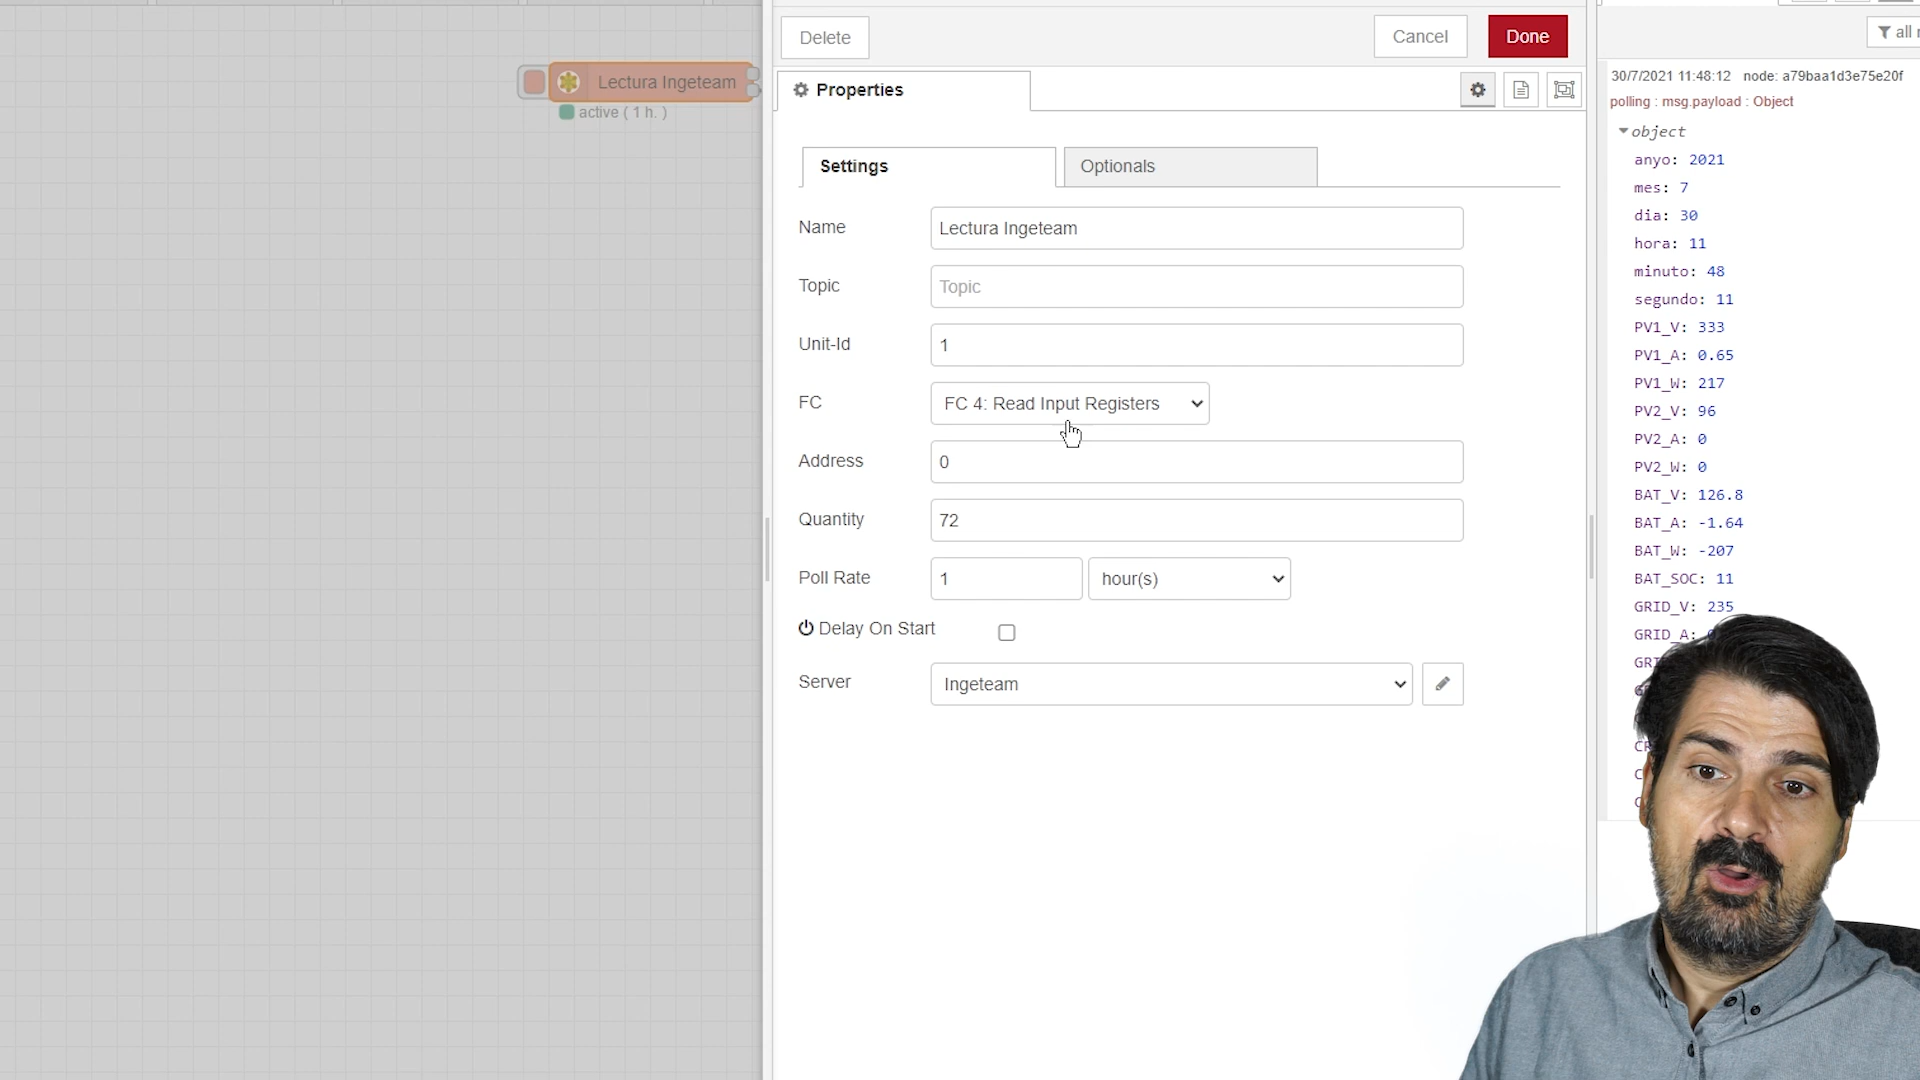 Delete
Cancel
Done
all
Lectura Ingeteam
active ( 1 h. )
Properties
Settings
Optionals
Name
Lectura Ingeteam
Topic
Topic
Unit-Id
1
FC
FC 4: Read Input Registers
Address
0
Quantity
72
Poll Rate
1
hour(s)
Delay On Start
Server
Ingeteam
30/7/2021 11:48:12 node: a79baa1d3e75e20f
polling : msg.payload : Object
object
anyo: 2021
mes: 7
dia: 30
hora: 11
minuto: 48
segundo: 11
PV1_V: 333
PV1_A: 0.65
PV1_W: 217
PV2_V: 96
PV2_A: 0
PV2_W: 0
BAT_V: 126.8
BAT_A: -1.64
BAT_W: -207
BAT_SOC: 11
GRID_V: 235
GRID_A: